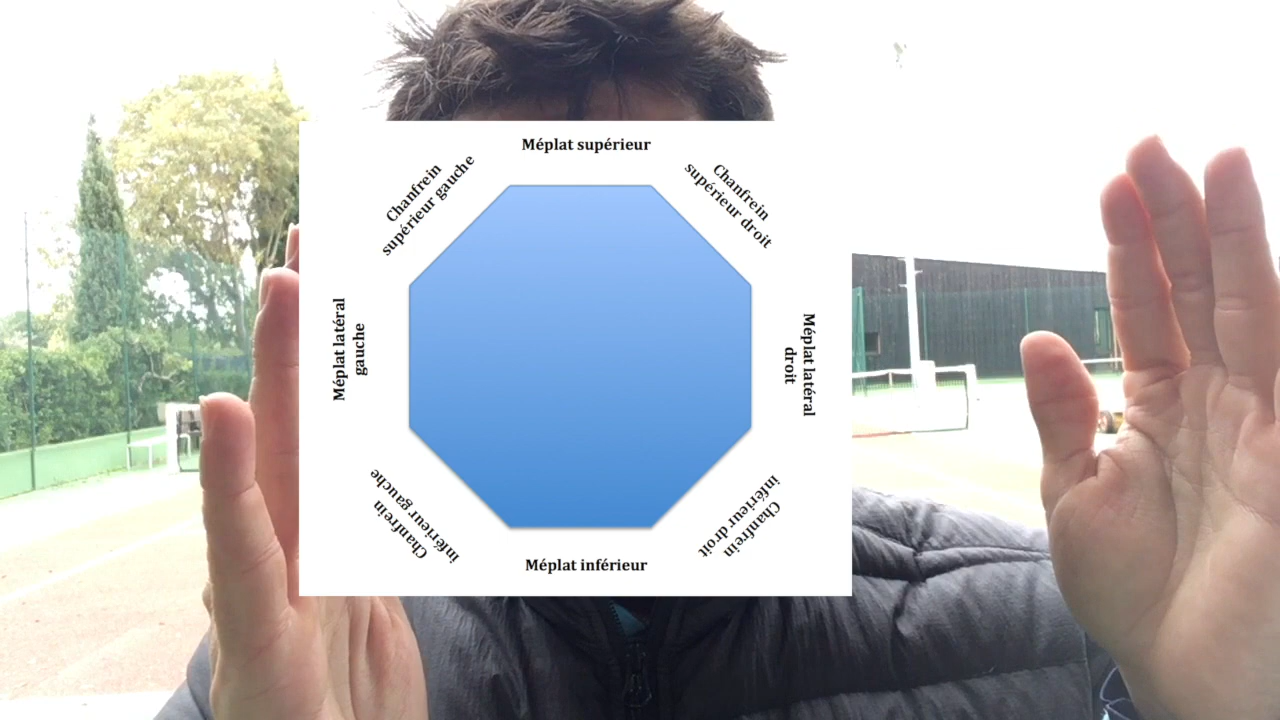 Méplat supérieur
Chanfrein
supérieur gauche
Chanfrein
supérieur droit
Méplat latéral
gauche
Méplat latéral
droit
Chanfrein
inférieur gauche
Chanfrein
inférieur droit
Méplat inférieur